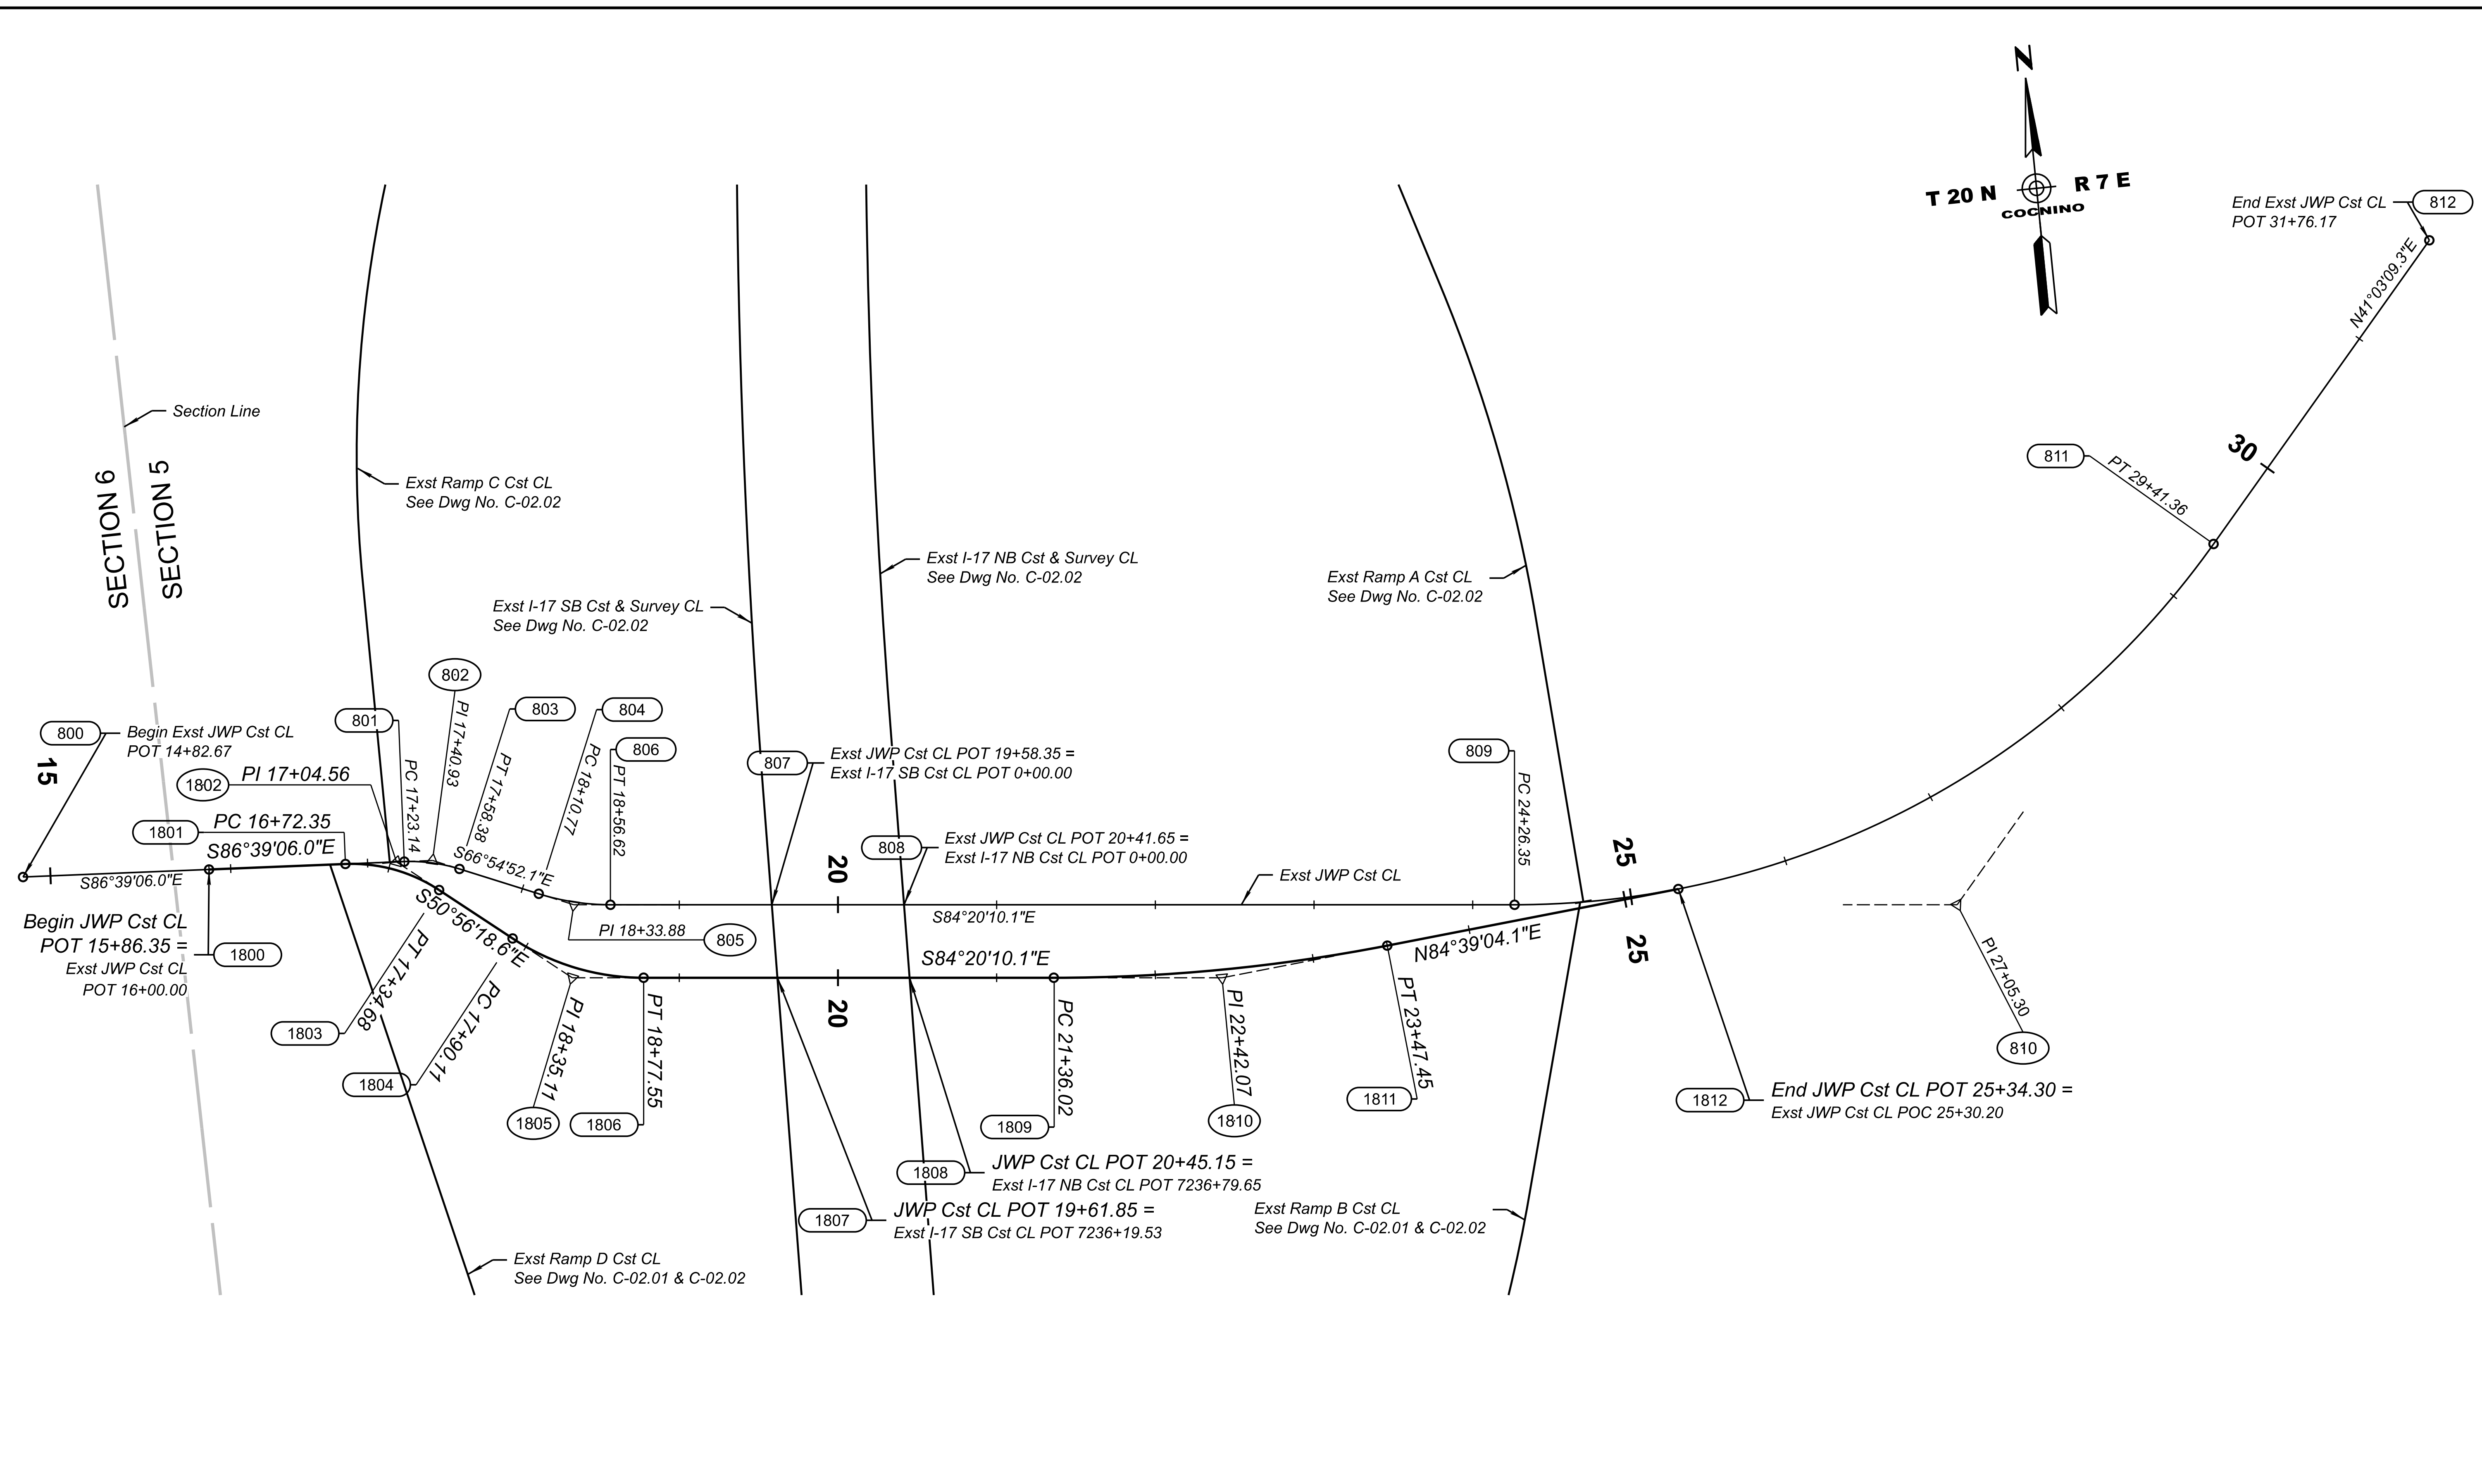 N
T 20 N
R 7 E
COCNINO
End Exst JWP Cst CL
POT 31+76.17
812
N41°03'09.3"E
Section Line
SECTION 6
SECTION 5
30
811
PT 29+41.36
Exst Ramp C Cst CL
See Dwg No. C-02.02
Exst I-17 NB Cst & Survey CL
See Dwg No. C-02.02
Exst Ramp A Cst CL
See Dwg No. C-02.02
Exst I-17 SB Cst & Survey CL
See Dwg No. C-02.02
802
PI 17+40.93
803
PT 17+58.38
804
PC 18+10.77
801
PC 17+23.14
800
Begin Exst JWP Cst CL
POT 14+82.67
806
PT 18+56.62
807
Exst JWP Cst CL POT 19+58.35 =
Exst I-17 SB Cst CL POT 0+00.00
809
PC 24+26.35
15
1802
PI 17+04.56
1801
PC 16+72.35
808
Exst JWP Cst CL POT 20+41.65 =
Exst I-17 NB Cst CL POT 0+00.00
S86°39'06.0"E
S86°39'06.0"E
S66°54'52.1"E
20
25
Exst JWP Cst CL
S84°20'10.1"E
Begin JWP Cst CL
POT 15+86.35 =
Exst JWP Cst CL
POT 16+00.00
1800
S50°56'18.6"E
PI 18+33.88
805
S84°20'10.1"E
N84°39'04.1"E
25
20
PI 27+05.30
810
1803
PT 17+34.68
1804
PC 17+90.11
1805
PI 18+35.11
1806
PT 18+77.55
1809
PC 21+36.02
1810
PI 22+42.07
1811
PT 23+47.45
1812
End JWP Cst CL POT 25+34.30 =
Exst JWP Cst CL POC 25+30.20
1808
JWP Cst CL POT 20+45.15 =
Exst I-17 NB Cst CL POT 7236+79.65
1807
JWP Cst CL POT 19+61.85 =
Exst I-17 SB Cst CL POT 7236+19.53
Exst Ramp B Cst CL
See Dwg No. C-02.01 & C-02.02
Exst Ramp D Cst CL
See Dwg No. C-02.01 & C-02.02